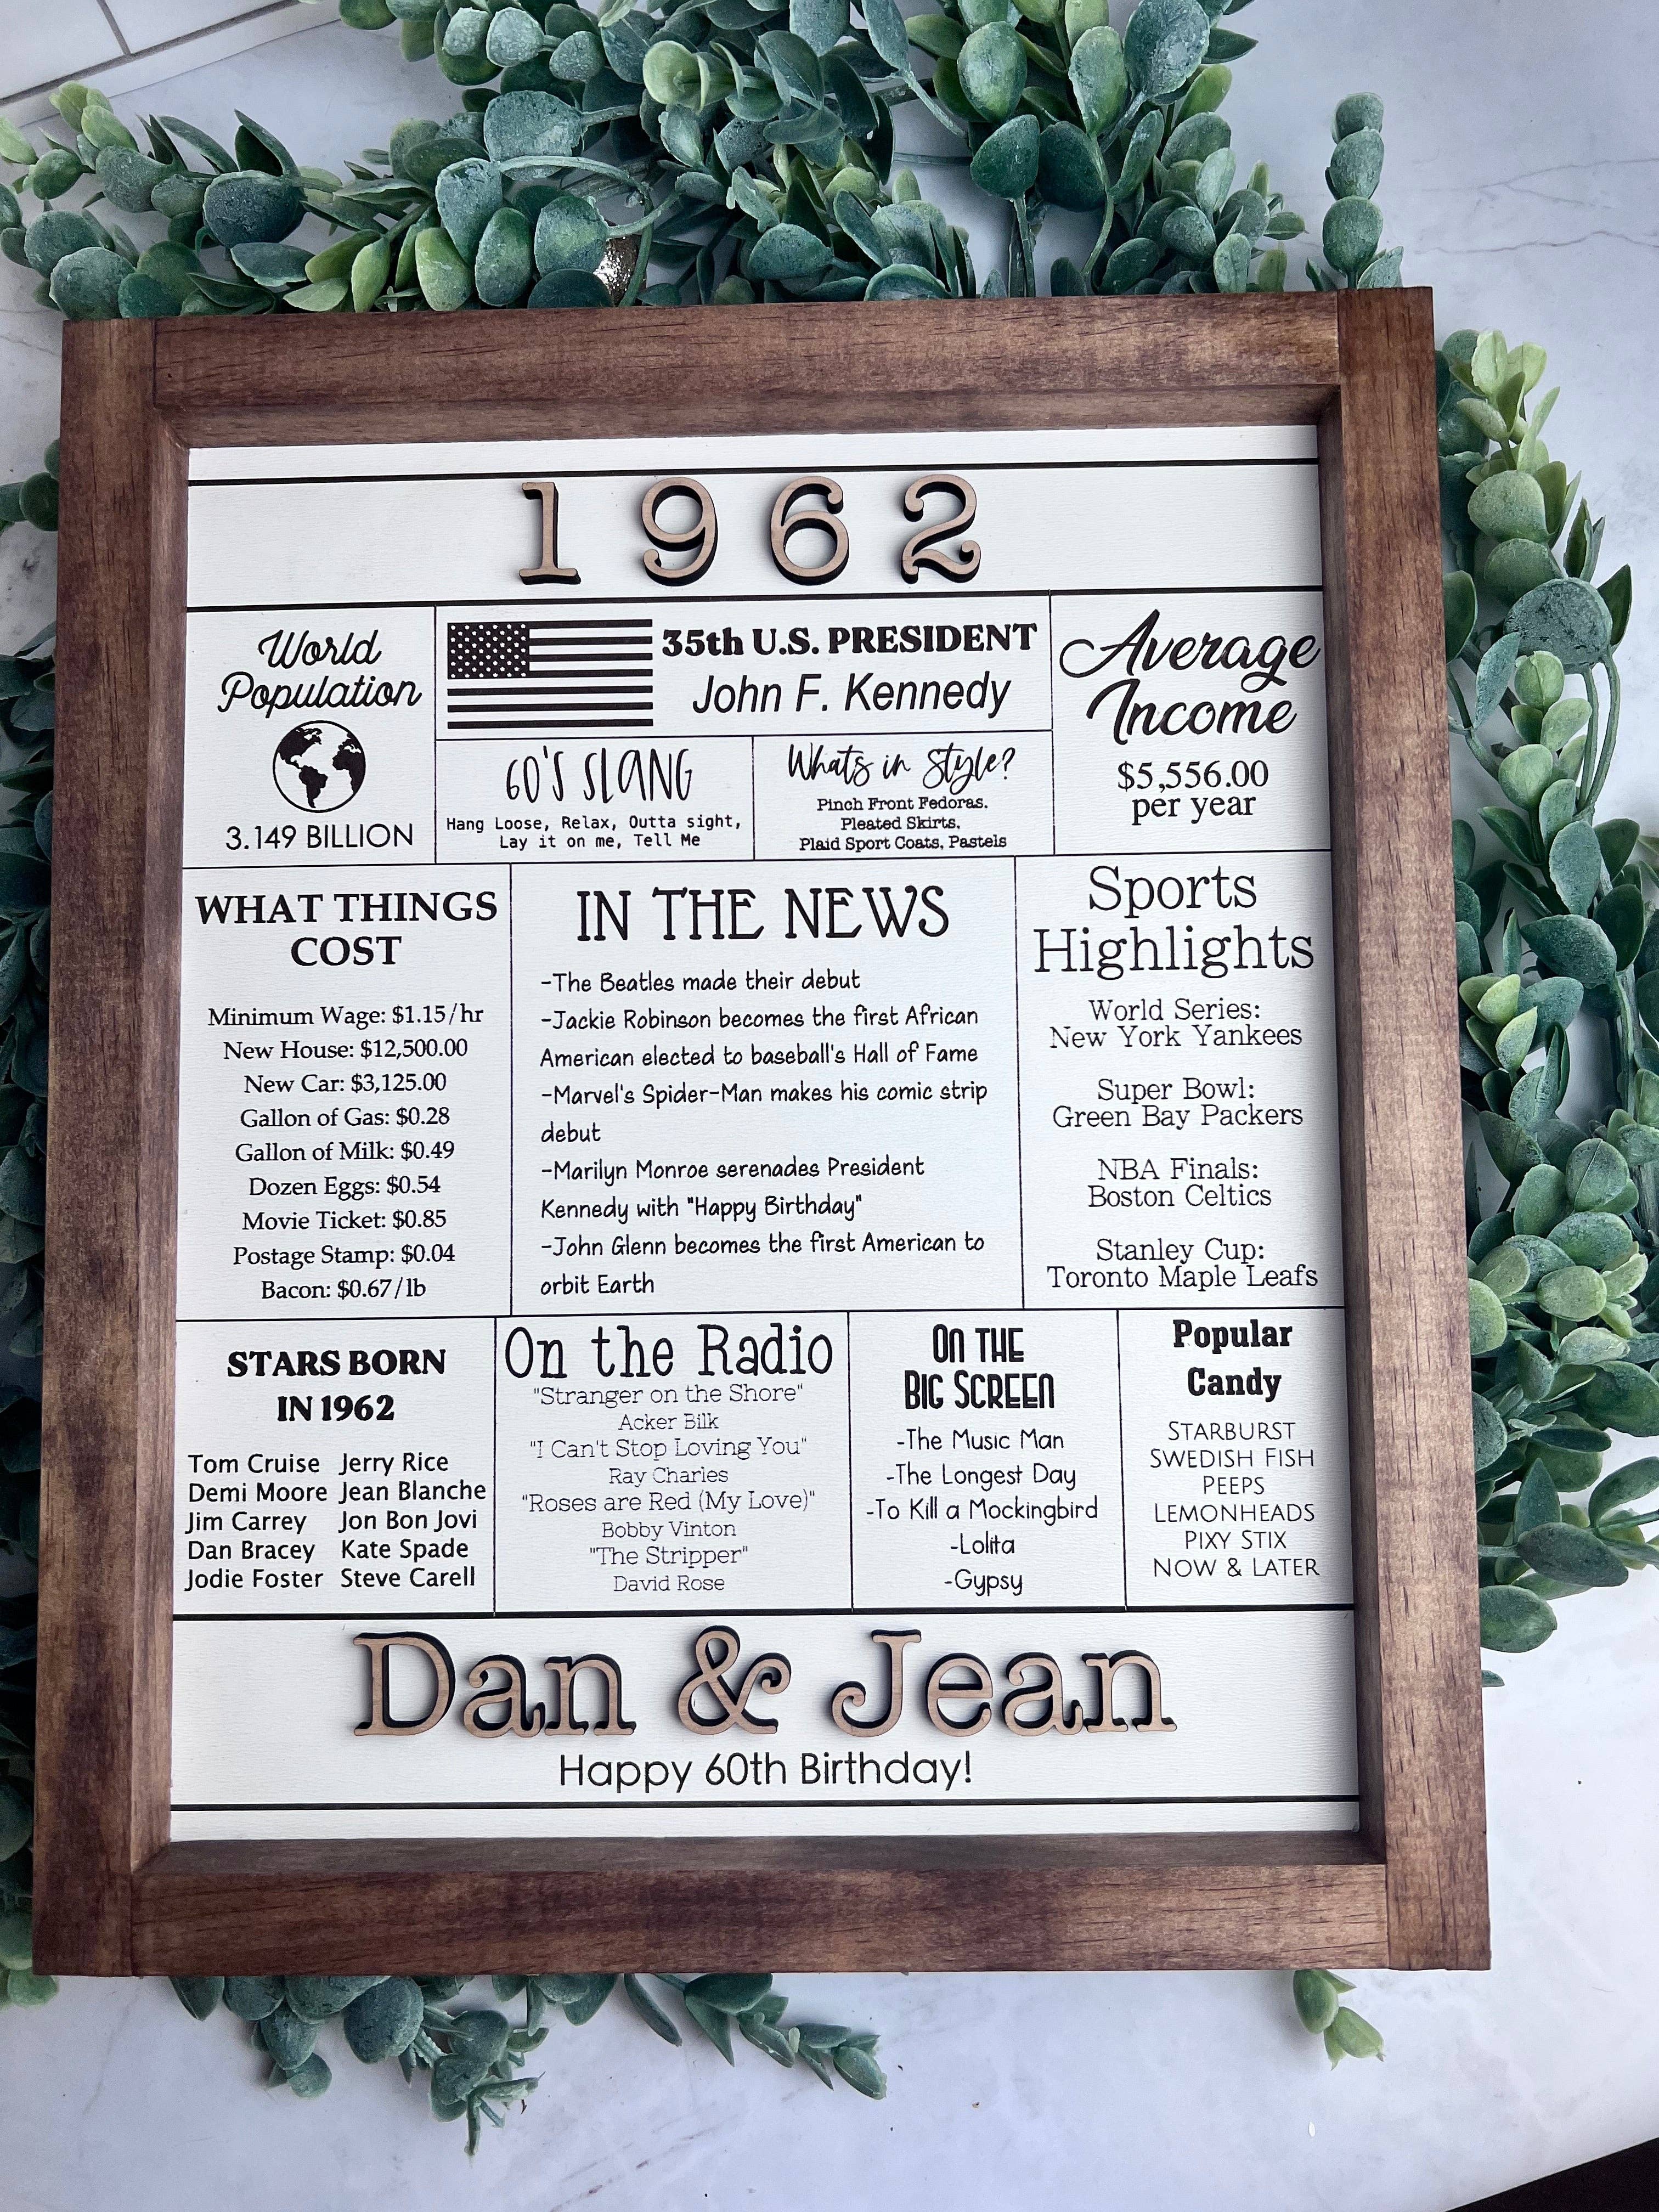 1962
World
Population
3.149 BILLION
35th U.S. PRESIDENT
John F. Kennedy
60'S SLANG
Hang Loose, Relax, Outta sight,
Lay it on me, Tell Me
Whats in Style?
Pinch Front Fedoras,
Pleated Skirts,
Plaid Sport Coats, Pastels
Average
Income
$5,556.00
per year
WHAT THINGS
COST
Minimum Wage: $1.15/hr
New House: $12,500.00
New Car: $3,125.00
Gallon of Gas: $0.28
Gallon of Milk: $0.49
Dozen Eggs: $0.54
Movie Ticket: $0.85
Postage Stamp: $0.04
Bacon: $0.67/lb
IN THE NEWS
-The Beatles made their debut
-Jackie Robinson becomes the first African
American elected to baseball's Hall of Fame
-Marvel's Spider-Man makes his comic strip
debut
-Marilyn Monroe serenades President
Kennedy with "Happy Birthday"
-John Glenn becomes the first American to
orbit Earth
Sports
Highlights
World Series:
New York Yankees
Super Bowl:
Green Bay Packers
NBA Finals:
Boston Celtics
Stanley Cup:
Toronto Maple Leafs
STARS BORN
IN 1962
Tom Cruise Jerry Rice
Demi Moore Jean Blanche
Jim Carrey Jon Bon Jovi
Dan Bracey Kate Spade
Jodie Foster Steve Carell
On the Radio
"Stranger on the Shore"
Acker Bilk
"I Can't Stop Loving You"
Ray Charles
"Roses are Red (My Love)"
Bobby Vinton
"The Stripper"
David Rose
ON THE
BIG SCREEN
-The Music Man
-The Longest Day
-To Kill a Mockingbird
-Lolita
-Gypsy
Popular
Candy
STARBURST
SWEDISH FISH
PEEPS
LEMONHEADS
PIXY STIX
NOW & LATER
Dan & Jean
Happy 60th Birthday!